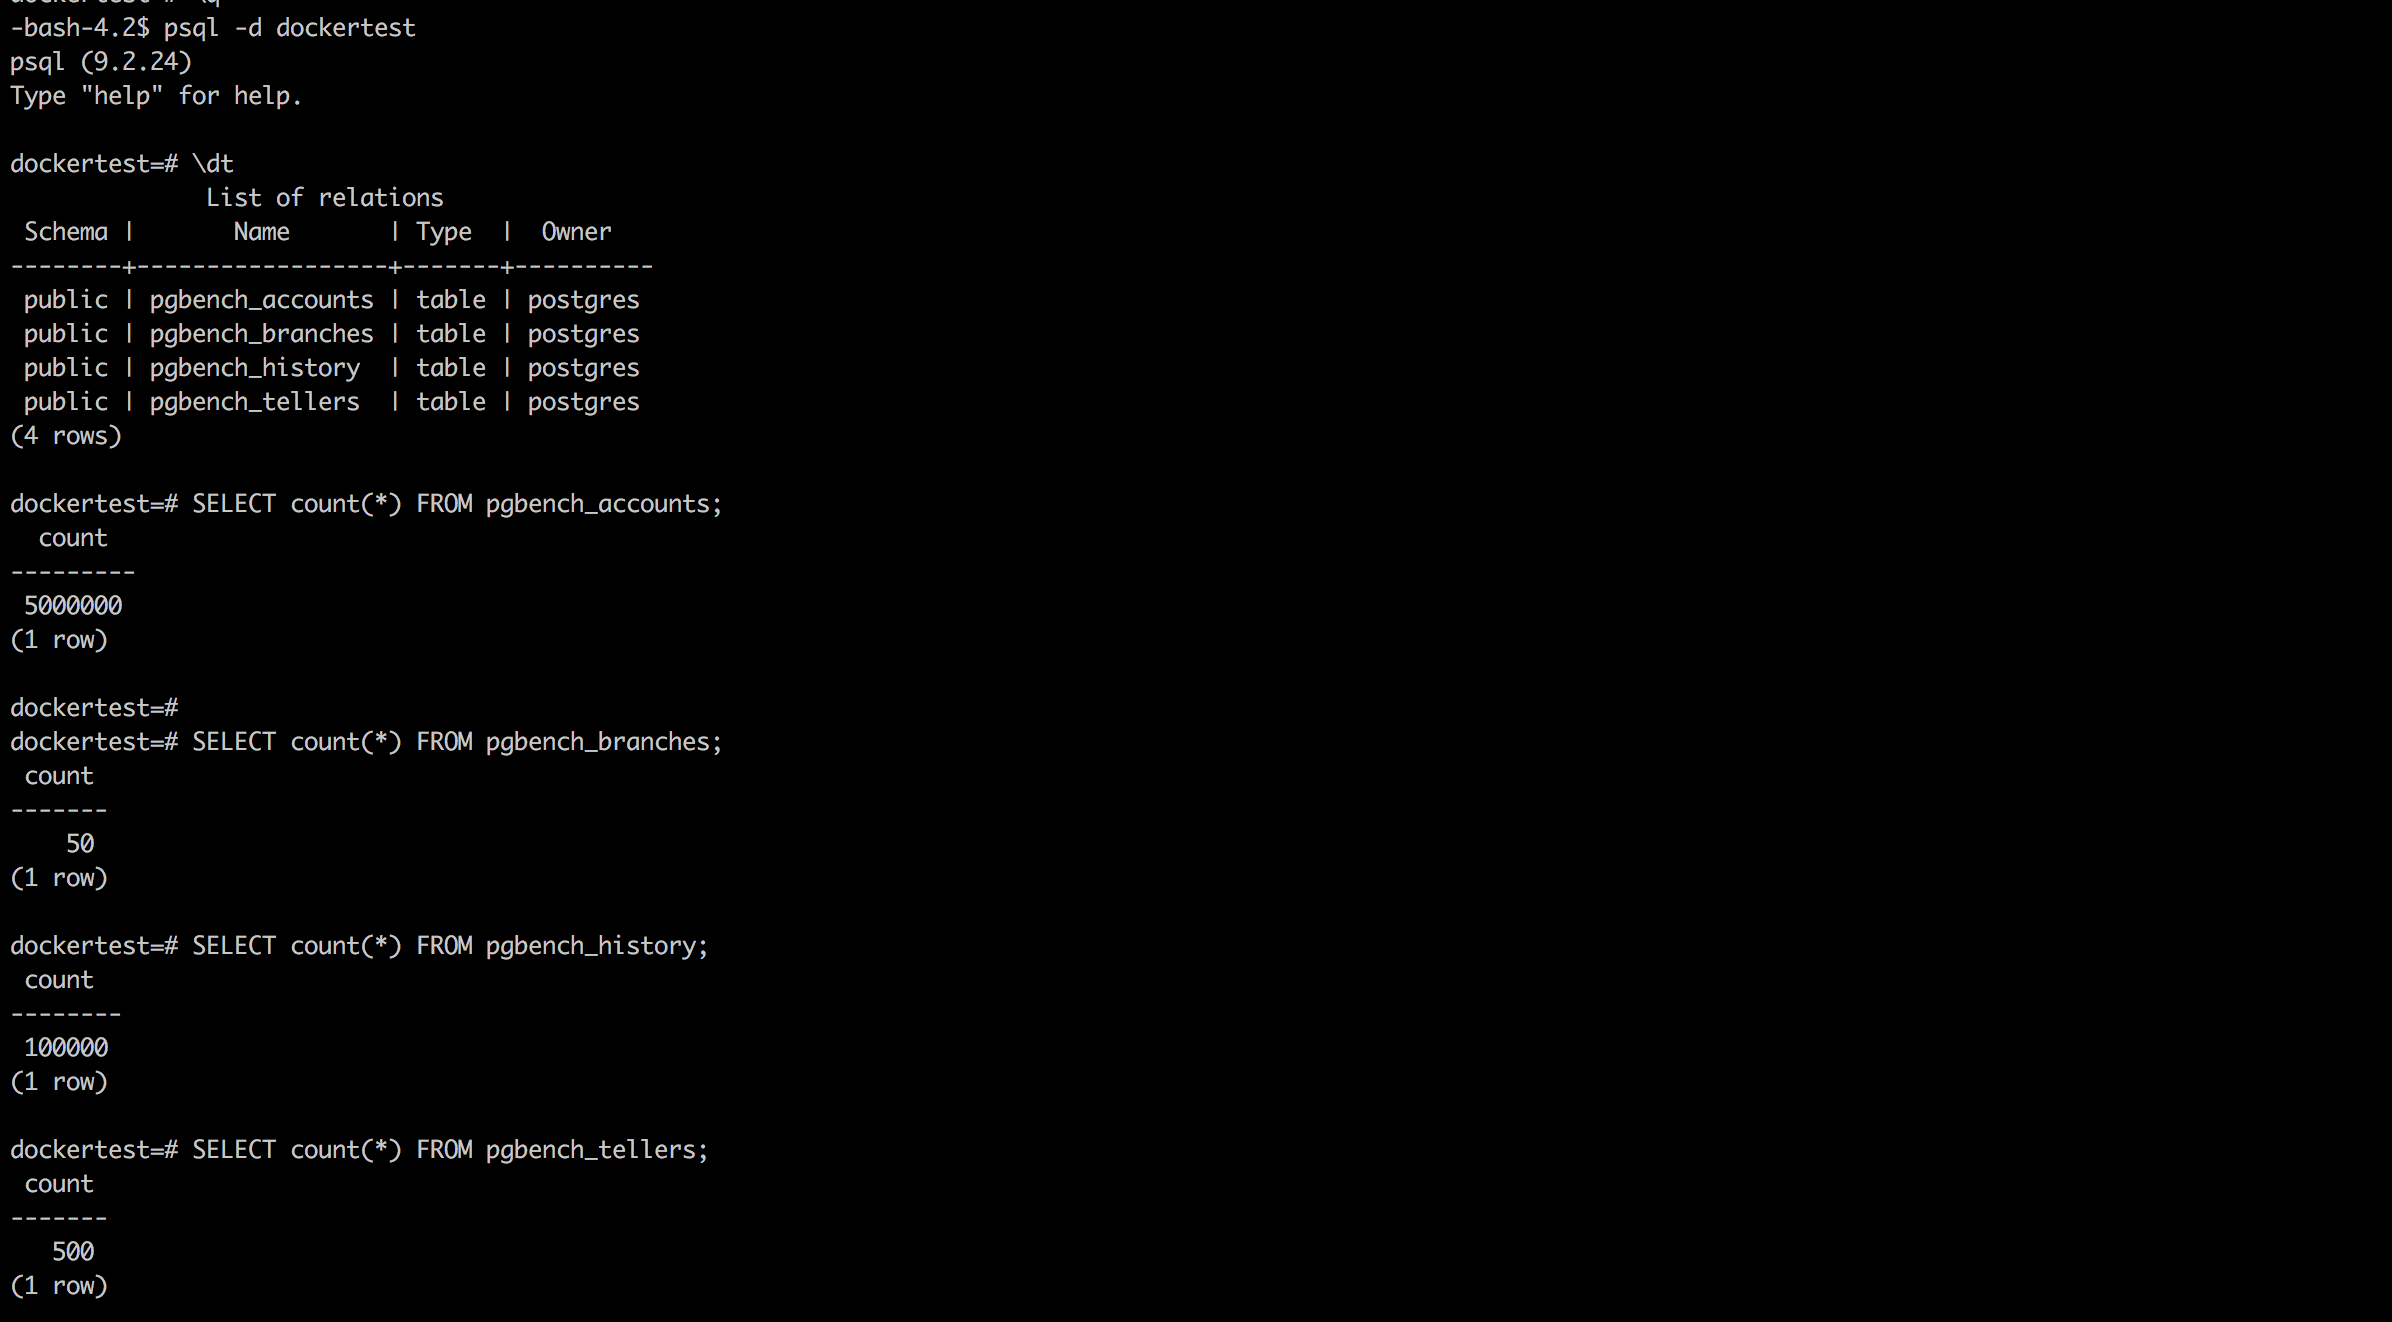 -bash-4.2$ psql -d dockertest
psql (9.2.24)
Type "help" for help.

dockertest=# \dt
              List of relations
 Schema |       Name       | Type  |  Owner
--------+------------------+-------+----------
 public | pgbench_accounts | table | postgres
 public | pgbench_branches | table | postgres
 public | pgbench_history  | table | postgres
 public | pgbench_tellers  | table | postgres
(4 rows)

dockertest=# SELECT count(*) FROM pgbench_accounts;
  count
---------
 5000000
(1 row)

dockertest=#
dockertest=# SELECT count(*) FROM pgbench_branches;
 count
-------
    50
(1 row)

dockertest=# SELECT count(*) FROM pgbench_history;
 count
--------
 100000
(1 row)

dockertest=# SELECT count(*) FROM pgbench_tellers;
 count
-------
   500
(1 row)